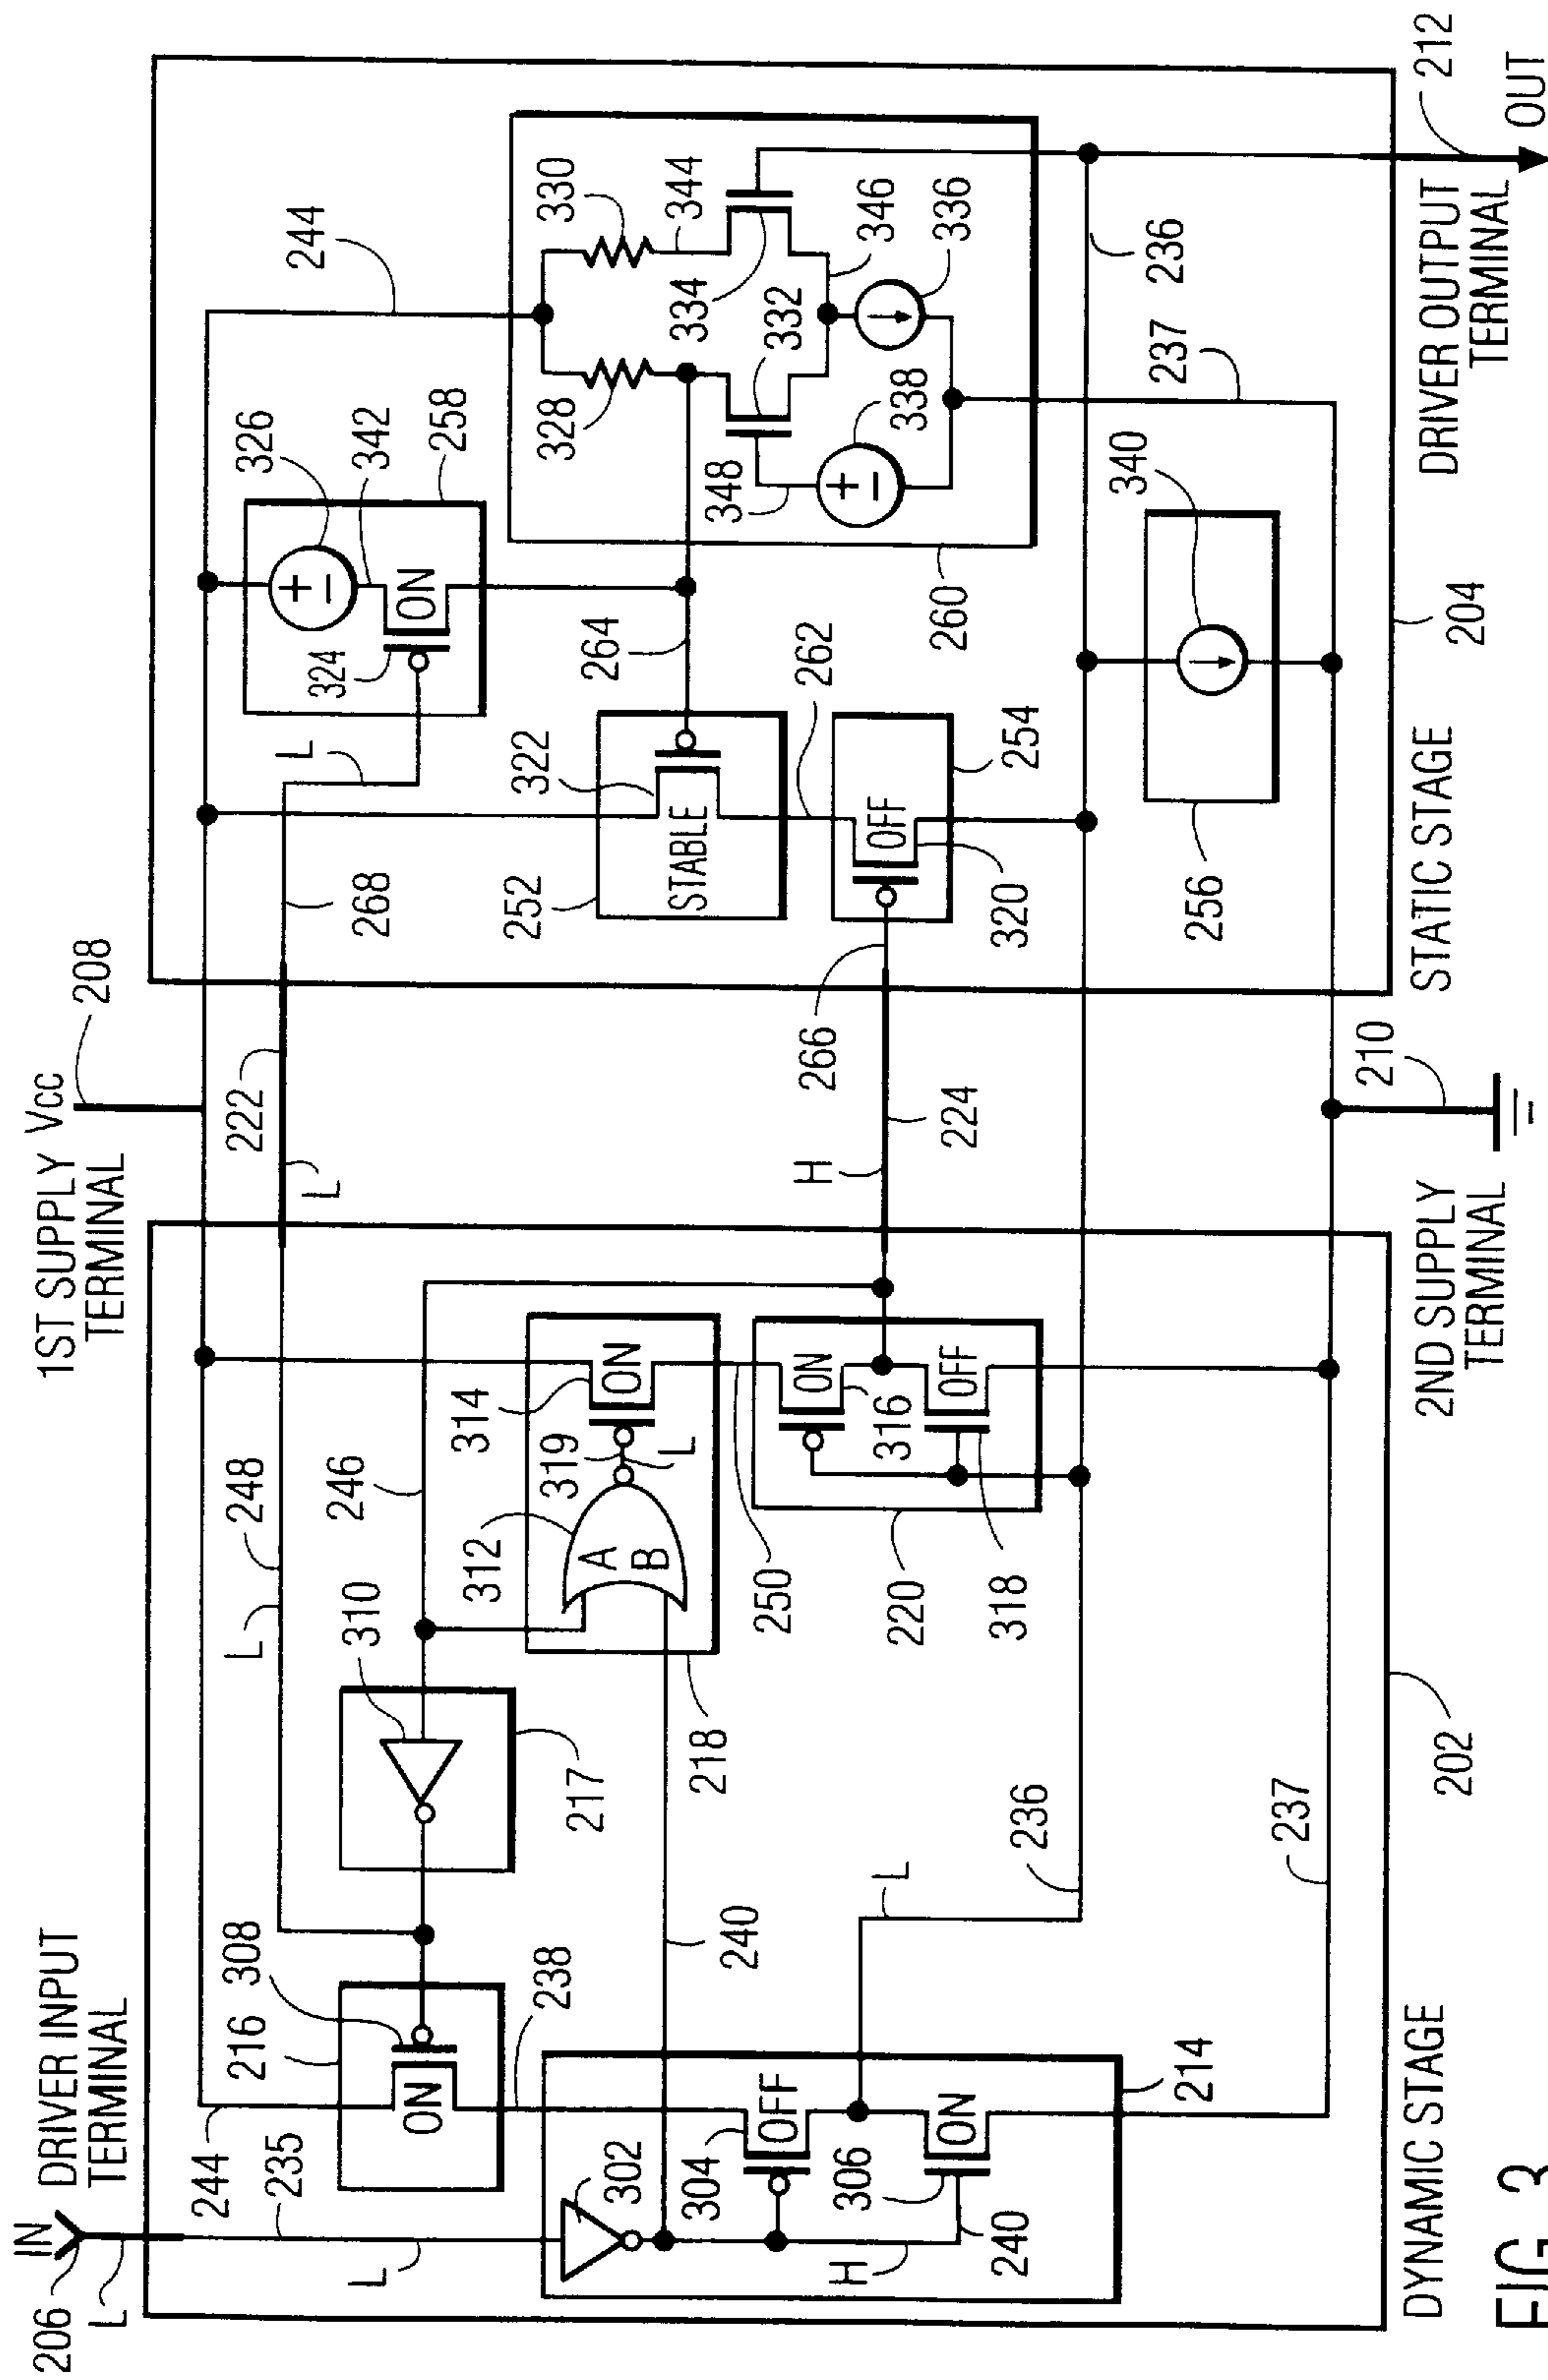 IN
206
L
DRIVER INPUT
TERMINAL
1ST SUPPLY
TERMINAL
Vcc
208
244
235
L
216
308
ON
238
L
248
222
L
268
L
310
217
246
312
A
B
218
314
ON
319
L
250
ON
316
OFF
318
220
240
302
304
OFF
306
ON
240
H
214
L
236
237
202
DYNAMIC STAGE
H
224
266
2ND SUPPLY
TERMINAL
210
244
326
+
−
342
324
ON
258
264
322
STABLE
252
262
OFF
320
254
330
344
328
334
332
346
336
348
+
−
338
260
237
236
340
256
204
STATIC STAGE
DRIVER OUTPUT
TERMINAL
212
OUT
FIG. 3